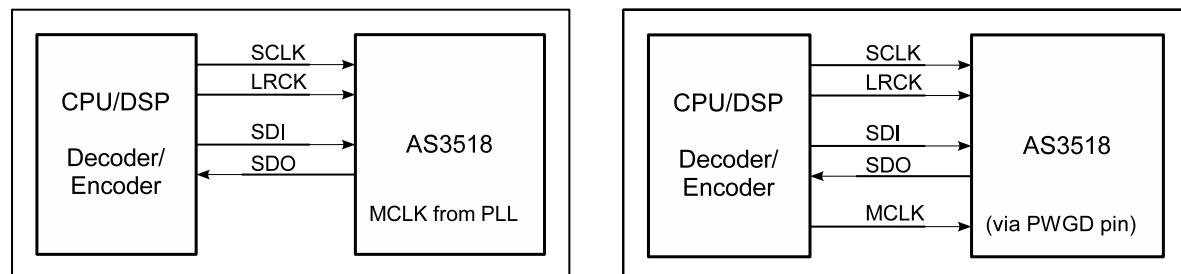 SCLK
LRCK
CPU/DSP
SDI
AS3518
Decoder/
SDO
Encoder
MCLK from PLL
SCLK
LRCK
CPU/DSP
SDI
AS3518
Decoder/
SDO
Encoder
MCLK
(via PWGD pin)